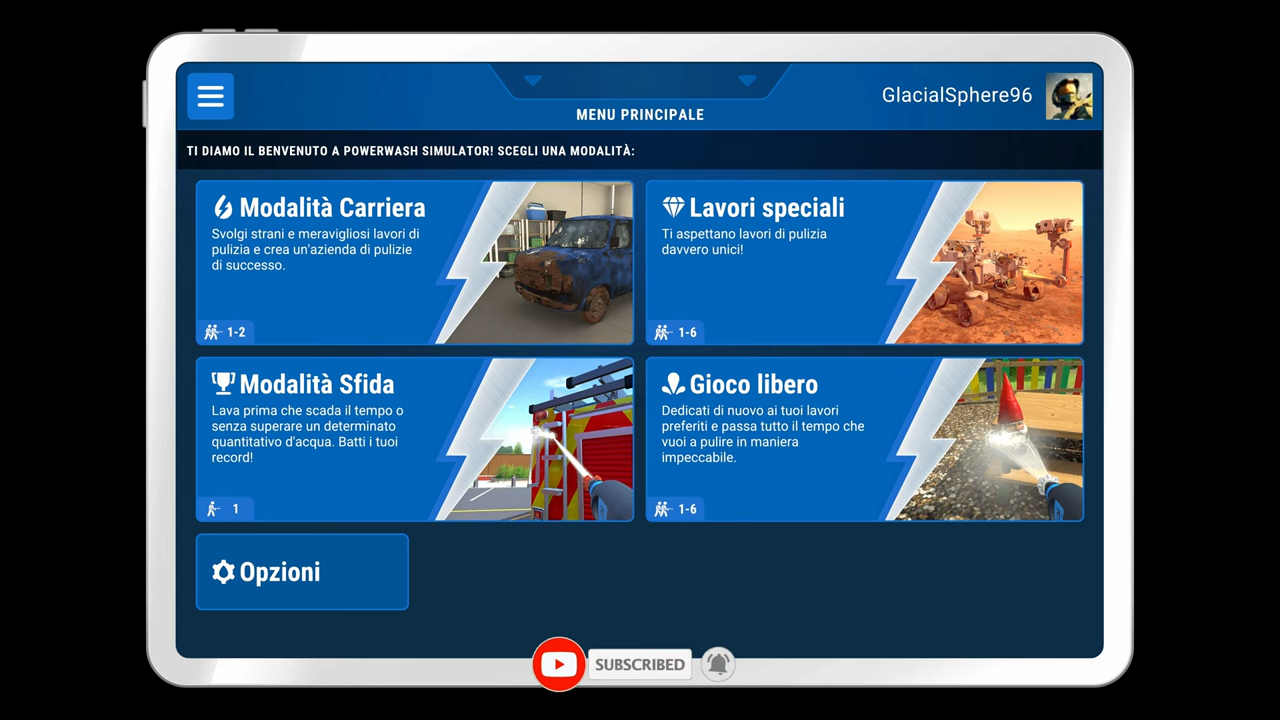 GlacialSphere96
MENU PRINCIPALE
TI DIAMO IL BENVENUTO A POWERWASH SIMULATOR! SCEGLI UNA MODALITÀ:
Modalità Carriera
Svolgi strani e meravigliosi lavori di
pulizia e crea un'azienda di pulizie
di successo.
1-2
Lavori speciali
Ti aspettano lavori di pulizia
davvero unici!
1-6
Modalità Sfida
Lava prima che scada il tempo o
senza superare un determinato
quantitativo d'acqua. Batti i tuoi
record!
1
Gioco libero
Dedicati di nuovo ai tuoi lavori
preferiti e passa tutto il tempo che
vuoi a pulire in maniera
impeccabile.
1-6
Opzioni
SUBSCRIBED